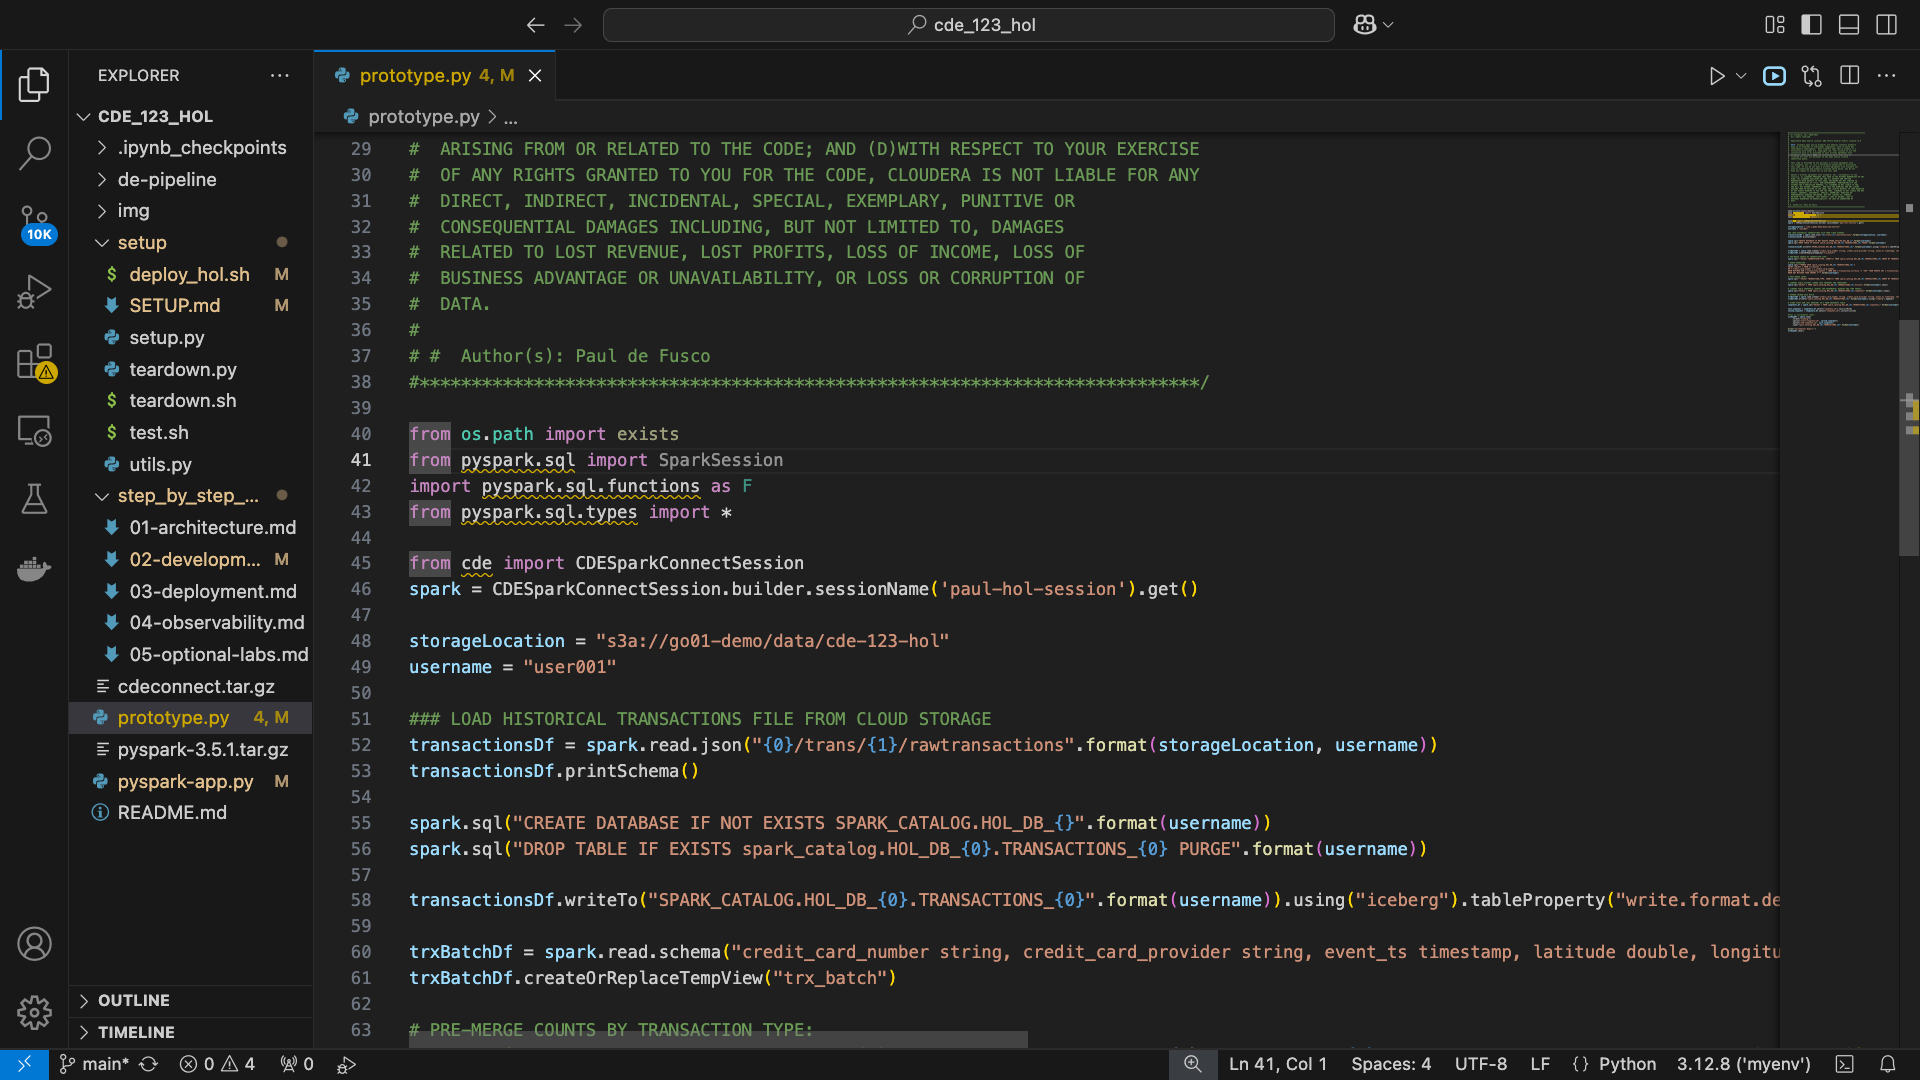 cde_123_hol
EXPLORER
CDE_123_HOL
.ipynb_checkpoints
de-pipeline
img
setup
$ deploy_hol.sh M
SETUP.md M
setup.py
teardown.py
$ teardown.sh
$ test.sh
utils.py
step_by_step_...
01-architecture.md
02-developm... M
03-deployment.md
04-observability.md
05-optional-labs.md
cdeconnect.tar.gz
prototype.py 4, M
pyspark-3.5.1.tar.gz
pyspark-app.py M
README.md
OUTLINE
TIMELINE
10K
prototype.py 4, M
prototype.py > ...
29 # ARISING FROM OR RELATED TO THE CODE; AND (D)WITH RESPECT TO YOUR EXERCISE
30 # OF ANY RIGHTS GRANTED TO YOU FOR THE CODE, CLOUDERA IS NOT LIABLE FOR ANY
31 # DIRECT, INDIRECT, INCIDENTAL, SPECIAL, EXEMPLARY, PUNITIVE OR
32 # CONSEQUENTIAL DAMAGES INCLUDING, BUT NOT LIMITED TO, DAMAGES
33 # RELATED TO LOST REVENUE, LOST PROFITS, LOSS OF INCOME, LOSS OF
34 # BUSINESS ADVANTAGE OR UNAVAILABILITY, OR LOSS OR CORRUPTION OF
35 # DATA.
36 #
37 # # Author(s): Paul de Fusco
38 #***************************************************************************/
39
40 from os.path import exists
41 from pyspark.sql import SparkSession
42 import pyspark.sql.functions as F
43 from pyspark.sql.types import *
44
45 from cde import CDESparkConnectSession
46 spark = CDESparkConnectSession.builder.sessionName('paul-hol-session').get()
47
48 storageLocation = "s3a://go01-demo/data/cde-123-hol"
49 username = "user001"
50
51 ### LOAD HISTORICAL TRANSACTIONS FILE FROM CLOUD STORAGE
52 transactionsDf = spark.read.json("{0}/trans/{1}/rawtransactions".format(storageLocation, username))
53 transactionsDf.printSchema()
54
55 spark.sql("CREATE DATABASE IF NOT EXISTS SPARK_CATALOG.HOL_DB_{}".format(username))
56 spark.sql("DROP TABLE IF EXISTS spark_catalog.HOL_DB_{0}.TRANSACTIONS_{0} PURGE".format(username))
57
58 transactionsDf.writeTo("SPARK_CATALOG.HOL_DB_{0}.TRANSACTIONS_{0}".format(username)).using("iceberg").tableProperty("write.format.de
59
60 trxBatchDf = spark.read.schema("credit_card_number string, credit_card_provider string, event_ts timestamp, latitude double, longitu
61 trxBatchDf.createOrReplaceTempView("trx_batch")
62
63 # PRE-MERGE COUNTS BY TRANSACTION TYPE:
main* 0 4 0 Ln 41, Col 1 Spaces: 4 UTF-8 LF {} Python 3.12.8 ('myenv')